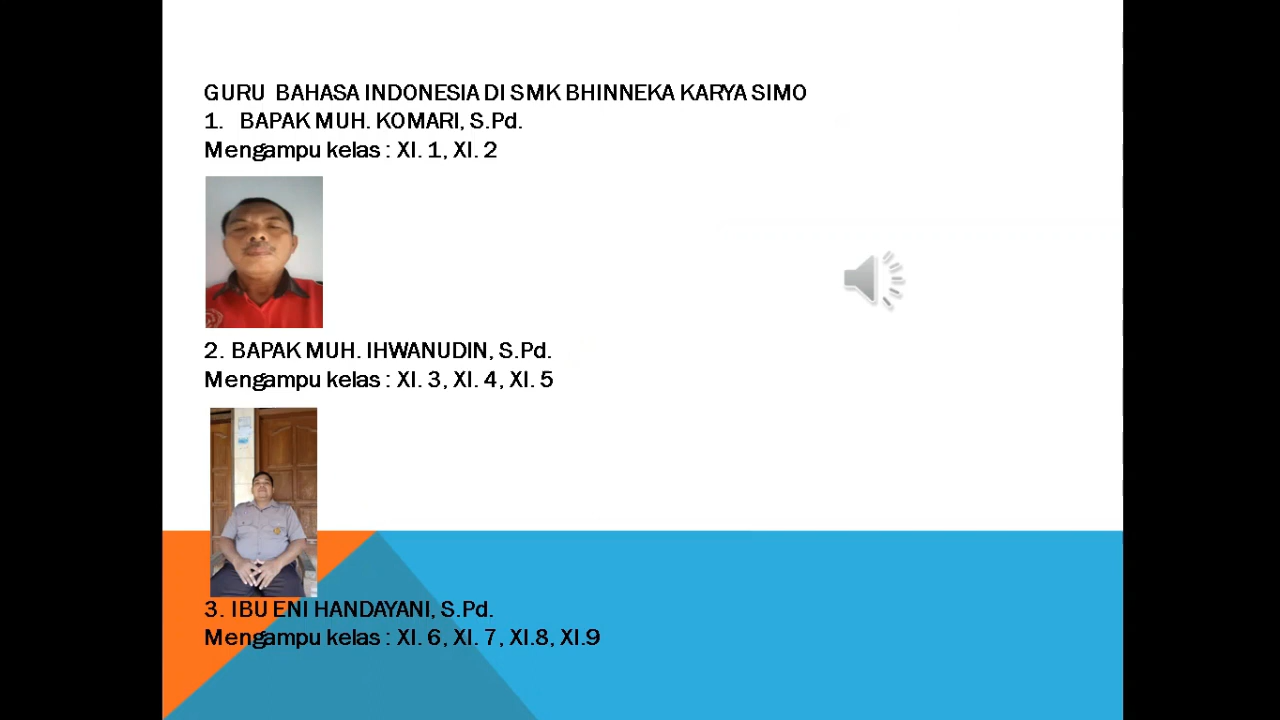 GURU BAHASA INDONESIA DI SMK BHINNEKA KARYA SIMO
1. BAPAK MUH. KOMARI, S.Pd.
Mengampu kelas : XI. 1, XI. 2
2. BAPAK MUH. IHWANUDIN, S.Pd.
Mengampu kelas : XI. 3, XI. 4, XI. 5
3. IBU ENI HANDAYANI, S.Pd.
Mengampu kelas : XI. 6, XI. 7, XI.8, XI.9